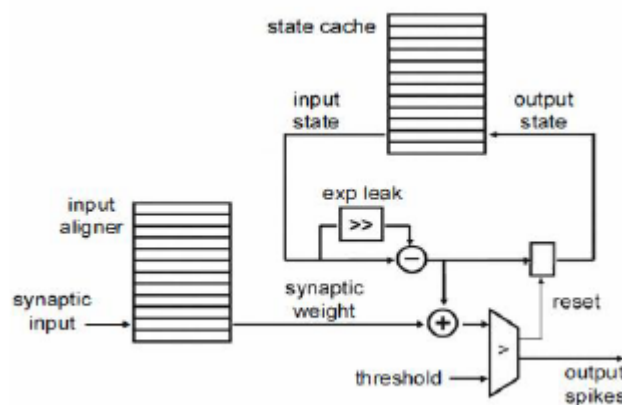 state cache
input
state
output
state
exp leak
>>
input
aligner
−
synaptic
input
synaptic
weight
+
reset
>
threshold
output
spikes